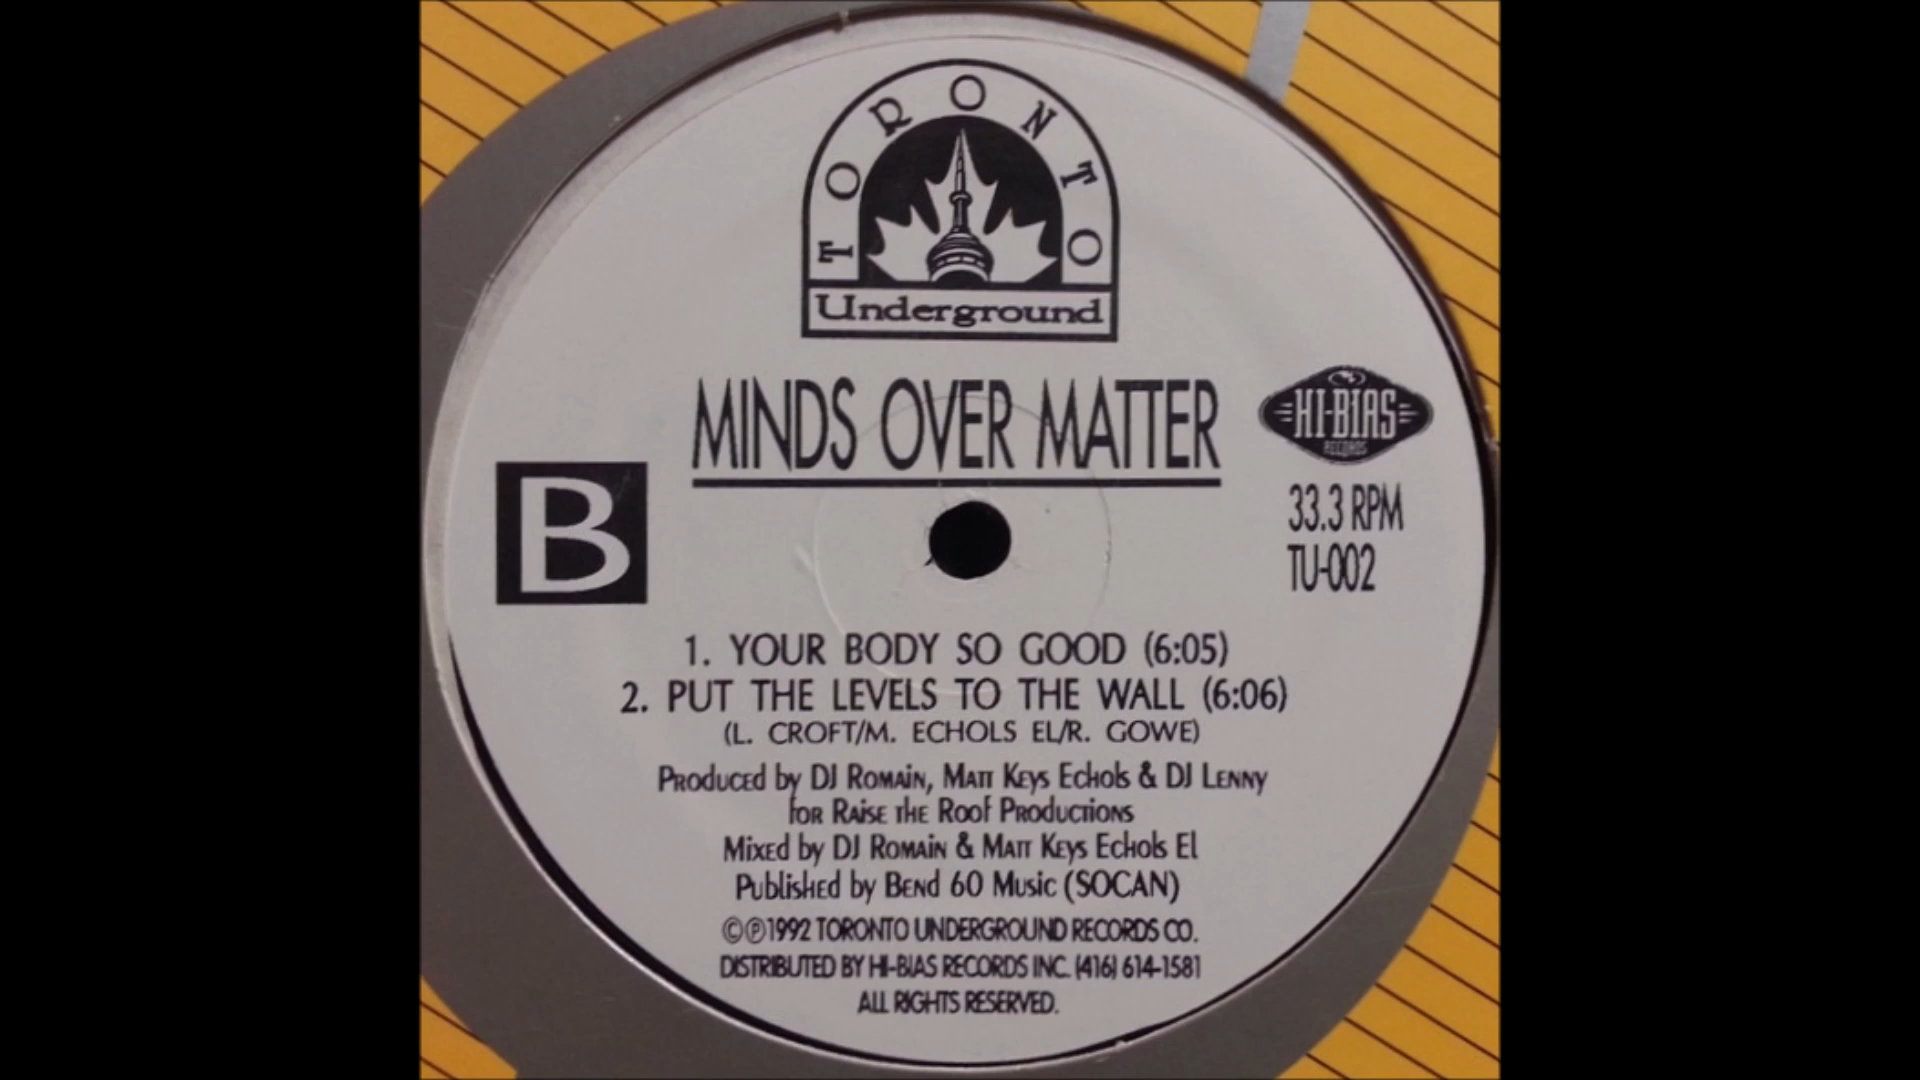 TORONTO
Underground
MINDS OVER MATTER
HI-BIAS
RECORDS
B
33.3 RPM
TU-002
1. YOUR BODY SO GOOD (6:05)
2. PUT THE LEVELS TO THE WALL (6:06)
(L. CROFT/M. ECHOLS EL/R. GOWE)
Produced by DJ Romain, Matt Keys Echols & DJ Lenny
for Raise the Roof Productions
Mixed by DJ Romain & Matt Keys Echols El
Published by Bend 60 Music (SOCAN)
©℗1992 TORONTO UNDERGROUND RECORDS CO.
DISTRIBUTED BY HI-BIAS RECORDS INC. (416) 614-1581
ALL RIGHTS RESERVED.